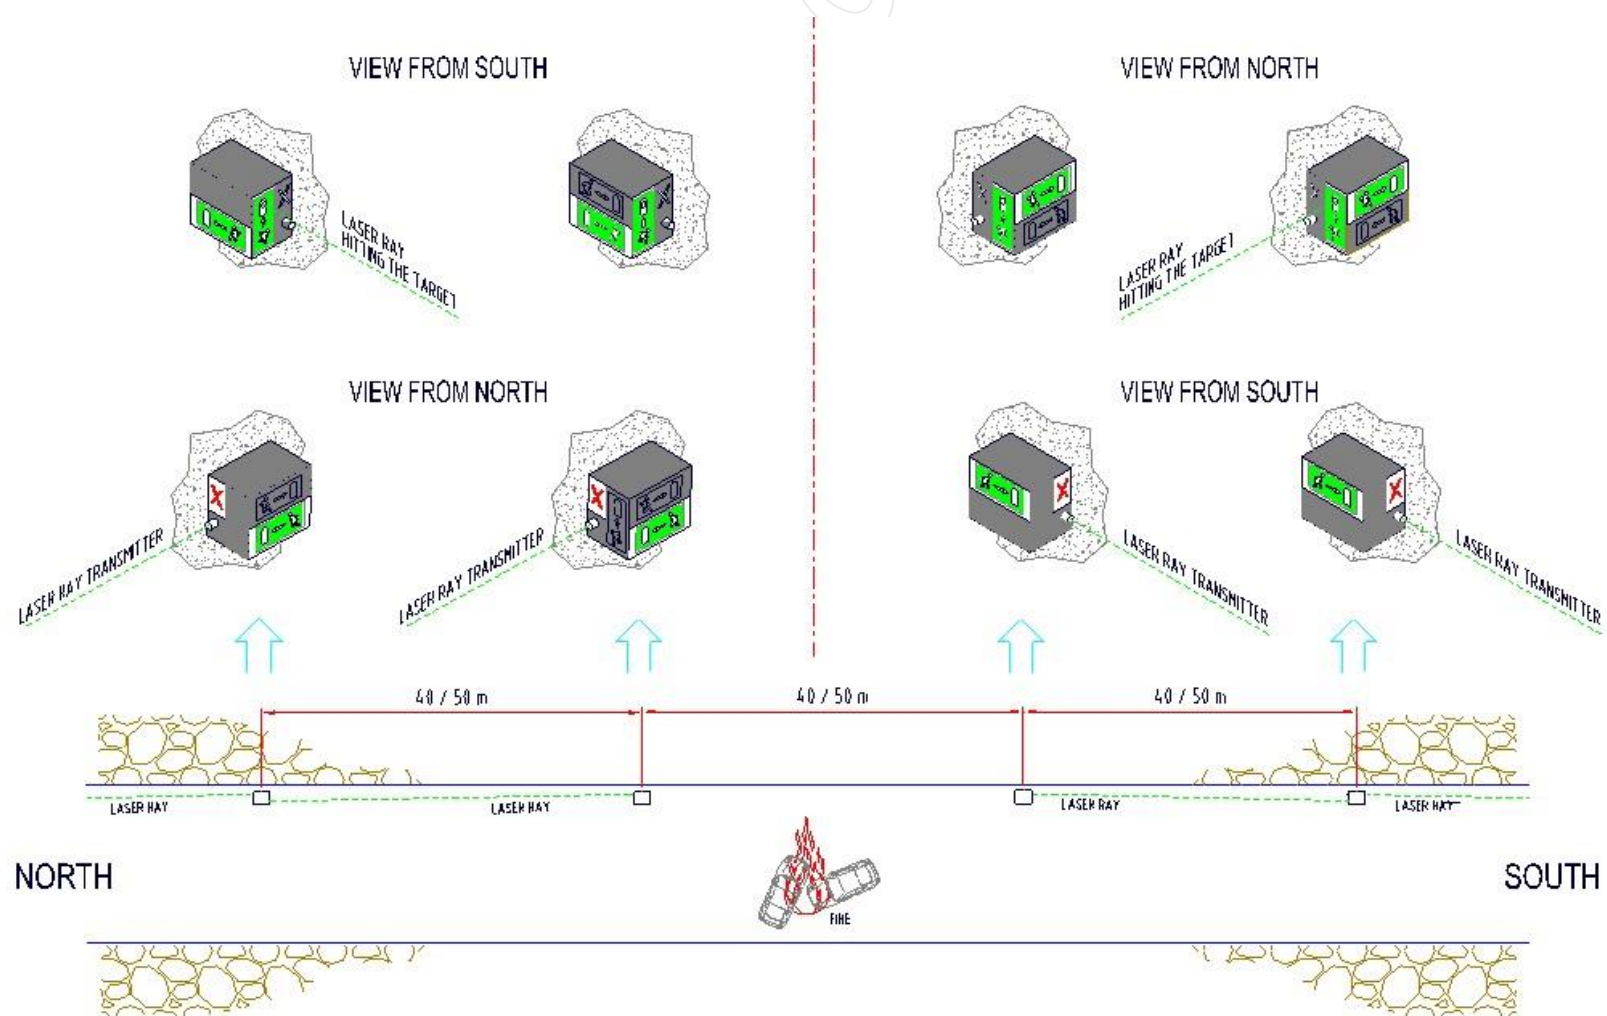 VIEW FROM SOUTH
VIEW FROM NORTH
LASER RAY
HITTING THE TARGET
LASER RAY
HITTING THE TARGET
VIEW FROM NORTH
VIEW FROM SOUTH
X
X
X
X
LASER RAY TRANSMITTER
LASER RAY TRANSMITTER
LASER RAY TRANSMITTER
LASER RAY TRANSMITTER
40 / 50 m
40 / 50 m
40 / 50 m
LASER RAY
LASER RAY
LASER RAY
LASER RAY
NORTH
SOUTH
FIRE